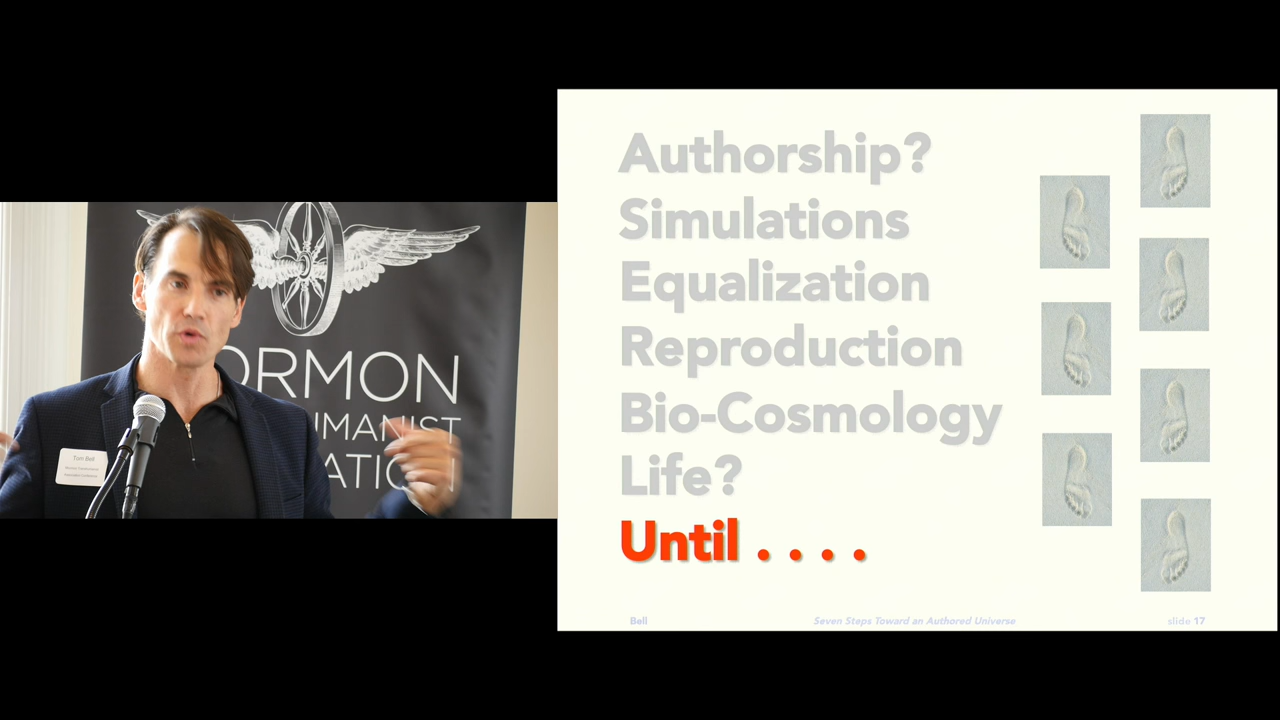 Tom Bell
ORMON
UMANIST
ATION
Authorship?
Simulations
Equalization
Reproduction
Bio-Cosmology
Life?
Until . . . .
Bell
Seven Steps Toward an Authored Universe
slide 17